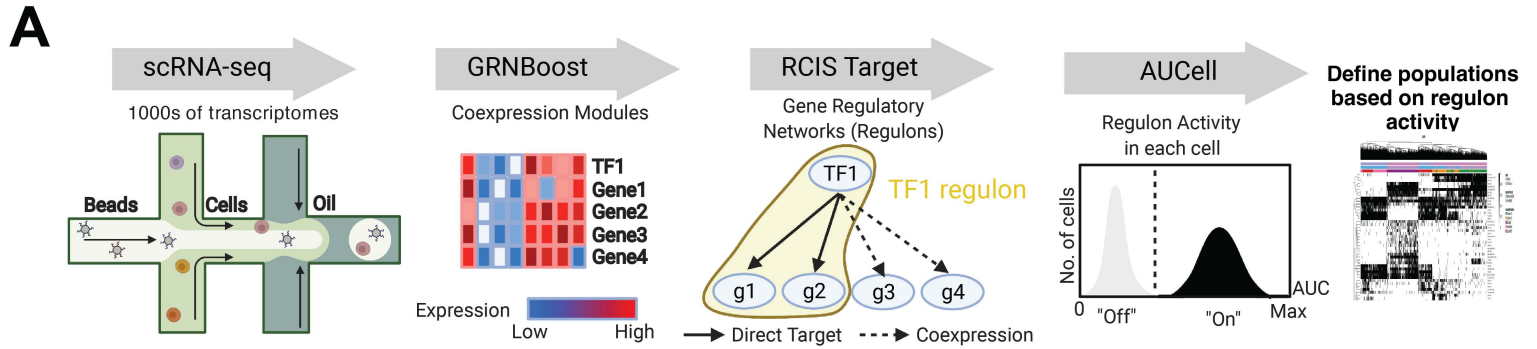 A
scRNA-seq
1000s of transcriptomes
Beads
Cells
Oil
GRNBoost
Coexpression Modules
TF1
Gene1
Gene2
Gene3
Gene4
Expression
Low
High
RCIS Target
Gene Regulatory
Networks (Regulons)
TF1
TF1 regulon
g1
g2
g3
g4
Direct Target
Coexpression
AUCell
Regulon Activity
in each cell
No. of cells
0
"Off"
"On"
Max
AUC
Define populations
based on regulon
activity